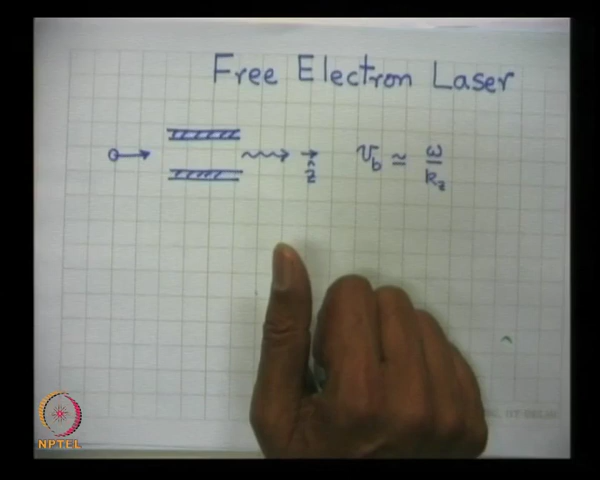 Free Electron Laser
ẑ v_b ≃ ω/k_z
NPTEL